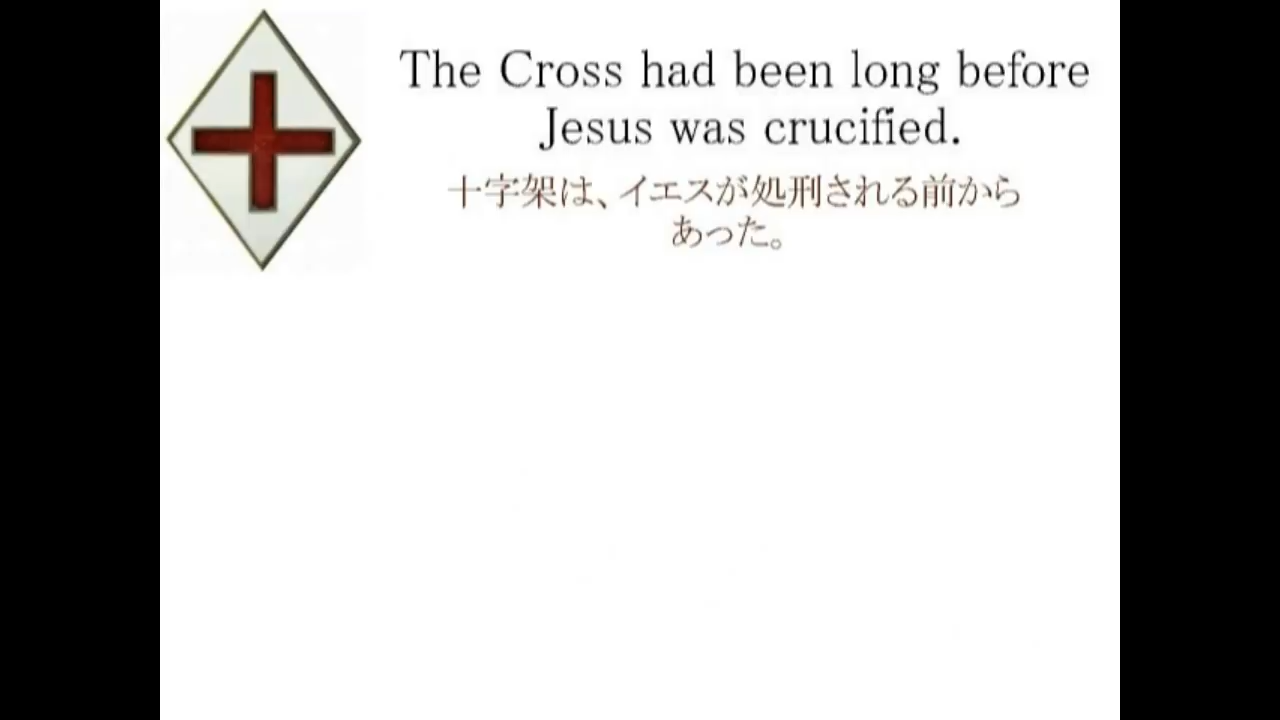 The Cross had been long before
Jesus was crucified.
十字架は、イエスが処刑される前から
あった。